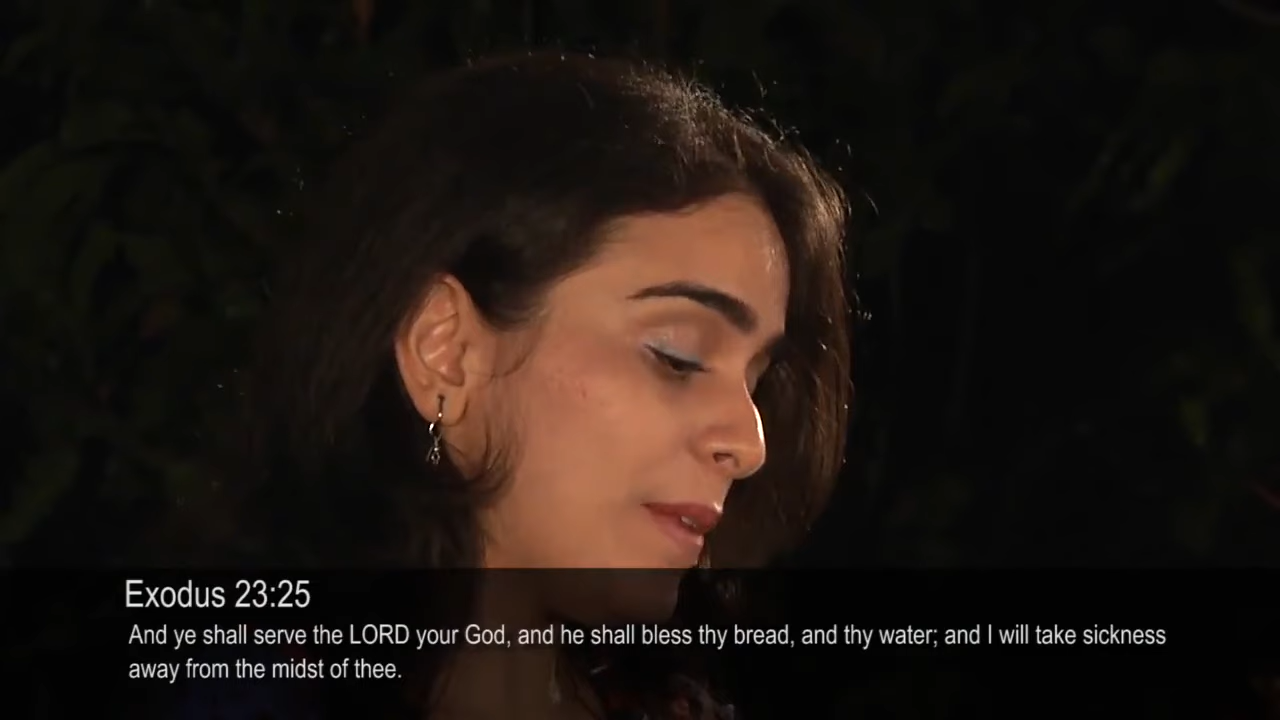 Exodus 23:25
And ye shall serve the LORD your God, and he shall bless thy bread, and thy water; and I will take sickness
away from the midst of thee.